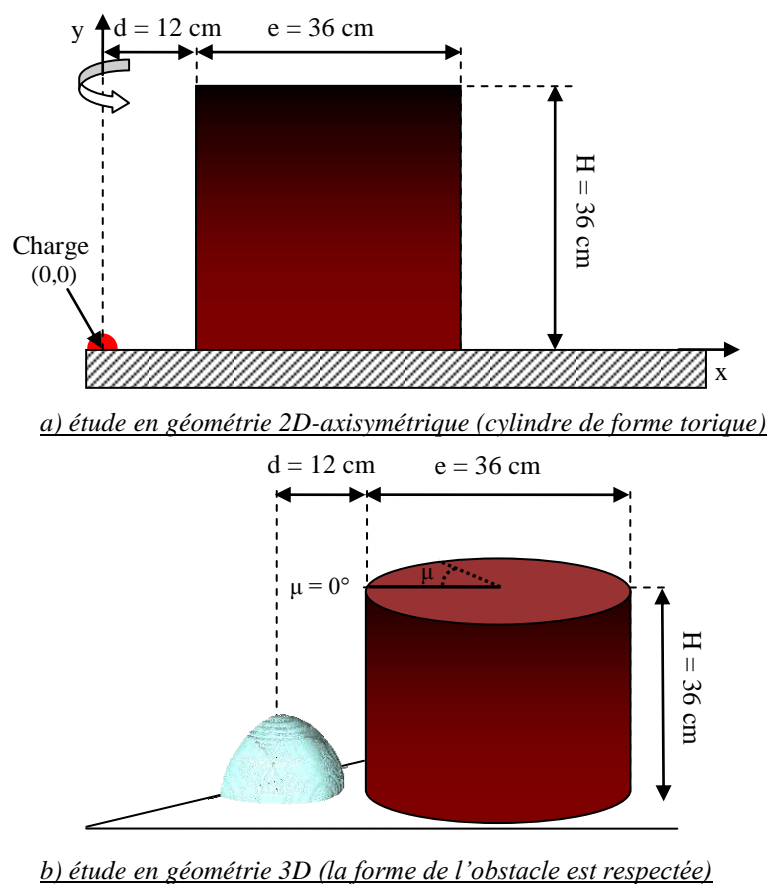 y
d = 12 cm
e = 36 cm
H = 36 cm
Charge
(0,0)
x
a) étude en géométrie 2D-axisymétrique (cylindre de forme torique)
d = 12 cm
e = 36 cm
μ
μ = 0°
H = 36 cm
b) étude en géométrie 3D (la forme de l’obstacle est respectée)